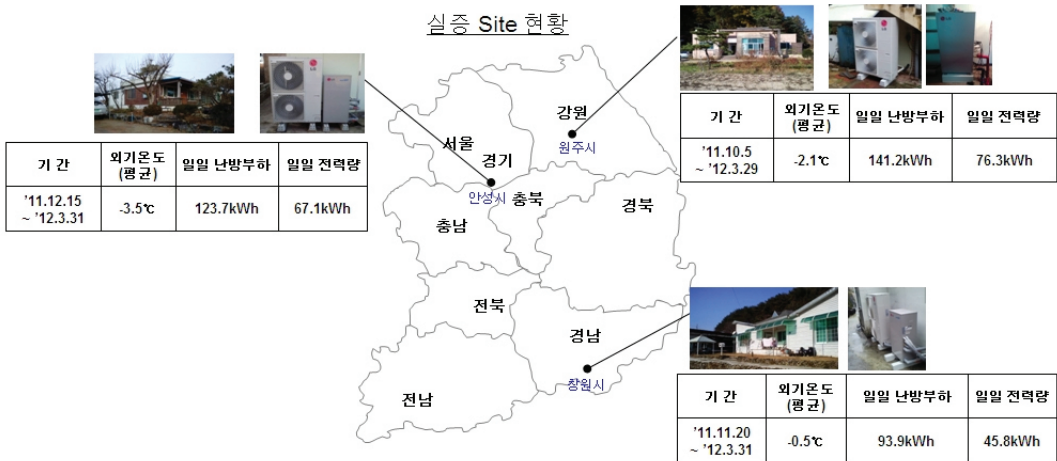 실증 Site 현황
기 간 외기온도 (평균) 일일 난방부하 일일 전력량
'11.12.15 ~ '12.3.31 -3.5℃ 123.7kWh 67.1kWh
기 간 외기온도 (평균) 일일 난방부하 일일 전력량
'11.10.5 ~ '12.3.29 -2.1℃ 141.2kWh 76.3kWh
강원
원주시
서울
경기
안성시
충북
경북
충남
전북
경남
창원시
전남
기 간 외기온도 (평균) 일일 난방부하 일일 전력량
'11.11.20 ~ '12.3.31 -0.5℃ 93.9kWh 45.8kWh